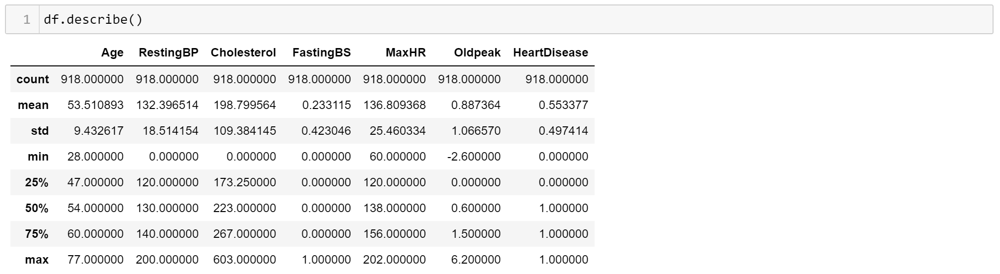 1 df.describe()
Age RestingBP Cholesterol FastingBS MaxHR Oldpeak HeartDisease
count 918.000000 918.000000 918.000000 918.000000 918.000000 918.000000 918.000000
mean 53.510893 132.396514 198.799564 0.233115 136.809368 0.887364 0.553377
std 9.432617 18.514154 109.384145 0.423046 25.460334 1.066570 0.497414
min 28.000000 0.000000 0.000000 0.000000 60.000000 -2.600000 0.000000
25% 47.000000 120.000000 173.250000 0.000000 120.000000 0.000000 0.000000
50% 54.000000 130.000000 223.000000 0.000000 138.000000 0.600000 1.000000
75% 60.000000 140.000000 267.000000 0.000000 156.000000 1.500000 1.000000
max 77.000000 200.000000 603.000000 1.000000 202.000000 6.200000 1.000000